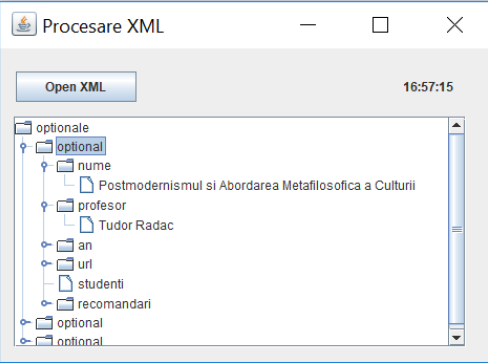 Procesare XML
Open XML
16:57:15
optionale
optional
nume
Postmodernismul si Abordarea Metafilosofica a Culturii
profesor
Tudor Radac
an
url
studenti
recomandari
optional
optional